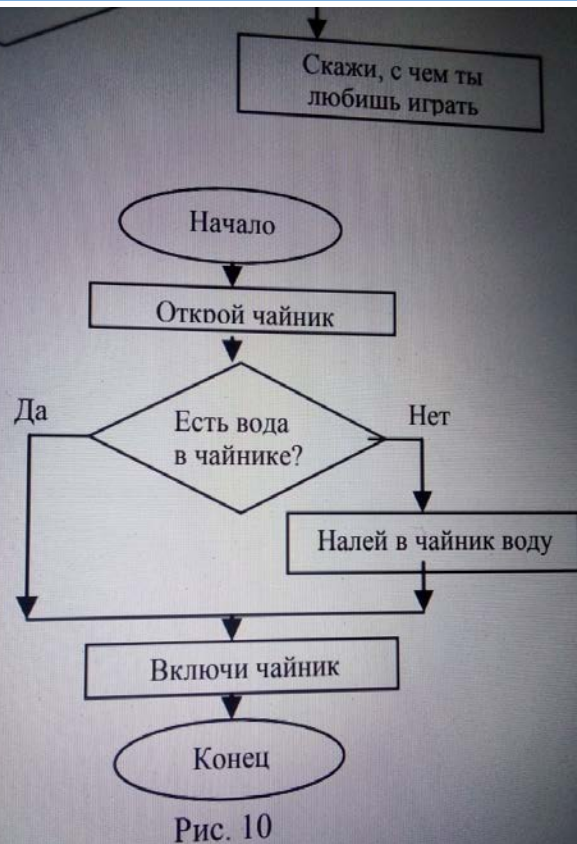 Скажи, с чем ты
любишь играть
Начало
Открой чайник
Да
Есть вода
в чайнике?
Нет
Налей в чайник воду
Включи чайник
Конец
Рис. 10